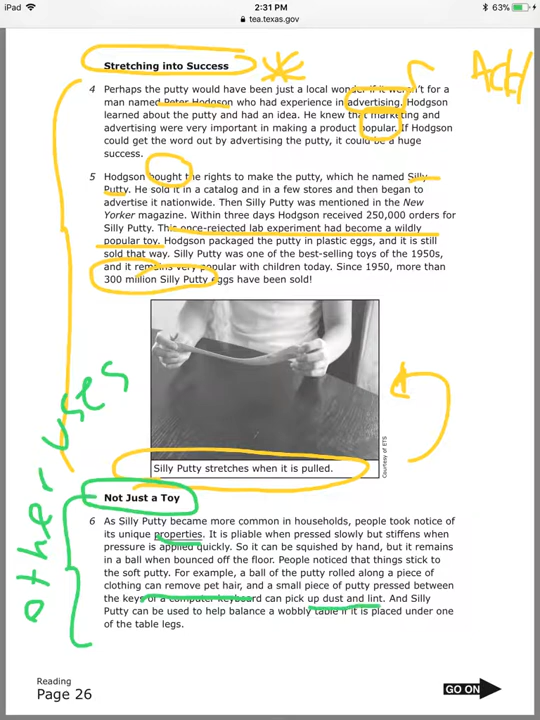 iPad
2:31 PM
63%
tea.texas.gov
Stretching into Success
Add
4 Perhaps the putty would have been just a local wonder if it weren't for a
man named Peter Hodgson who had experience in advertising. Hodgson
learned about the putty and had an idea. He knew that marketing and
advertising were very important in making a product popular. If Hodgson
could get the word out by advertising the putty, it could be a huge
success.
5 Hodgson bought the rights to make the putty, which he named Silly
Putty. He sold it in a catalog and in a few stores and then began to
advertise it nationwide. Then Silly Putty was mentioned in the New
Yorker magazine. Within three days Hodgson received 250,000 orders for
Silly Putty. This once-rejected lab experiment had become a wildly
popular toy. Hodgson packaged the putty in plastic eggs, and it is still
sold that way. Silly Putty was one of the best-selling toys of the 1950s,
and it remains very popular with children today. Since 1950, more than
300 million Silly Putty eggs have been sold!
Courtesy of ETS
Silly Putty stretches when it is pulled.
other uses
Not Just a Toy
6 As Silly Putty became more common in households, people took notice of
its unique properties. It is pliable when pressed slowly but stiffens when
pressure is applied quickly. So it can be squished by hand, but it remains
in a ball when bounced off the floor. People noticed that things stick to
the soft putty. For example, a ball of the putty rolled along a piece of
clothing can remove pet hair, and a small piece of putty pressed between
the keys of a computer keyboard can pick up dust and lint. And Silly
Putty can be used to help balance a wobbly table if it is placed under one
of the table legs.
Reading
Page 26
GO ON